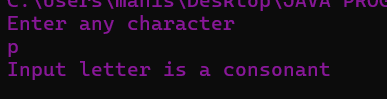 C:\Users\manis\Desktop\JAVA PROG
Enter any character
p
Input letter is a consonant